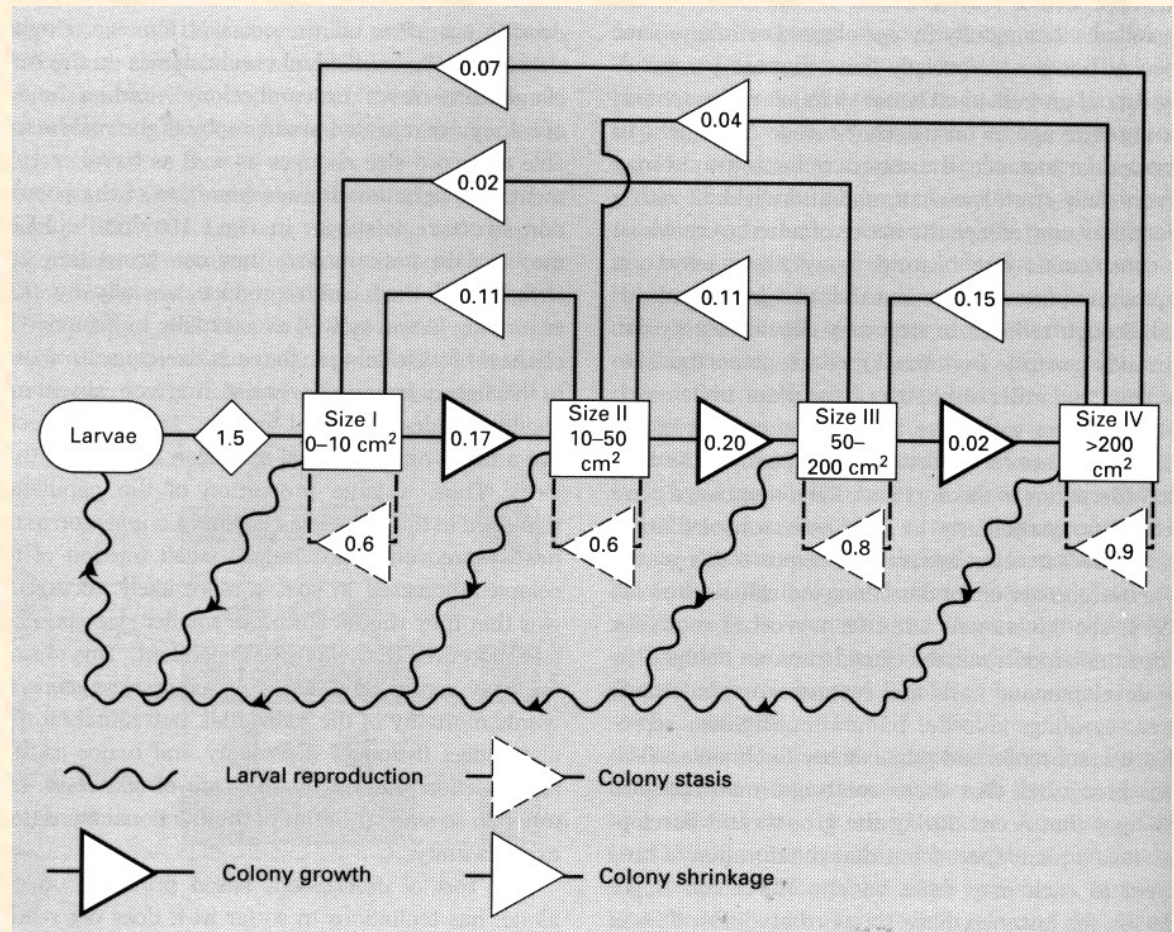 0.07
0.04
0.02
0.11
0.11
0.15
Larvae
1.5
Size I
0–10 cm²
0.17
Size II
10–50
cm²
0.20
Size III
50–
200 cm²
0.02
Size IV
>200
cm²
0.6
0.6
0.8
0.9
Larval reproduction
Colony stasis
Colony growth
Colony shrinkage